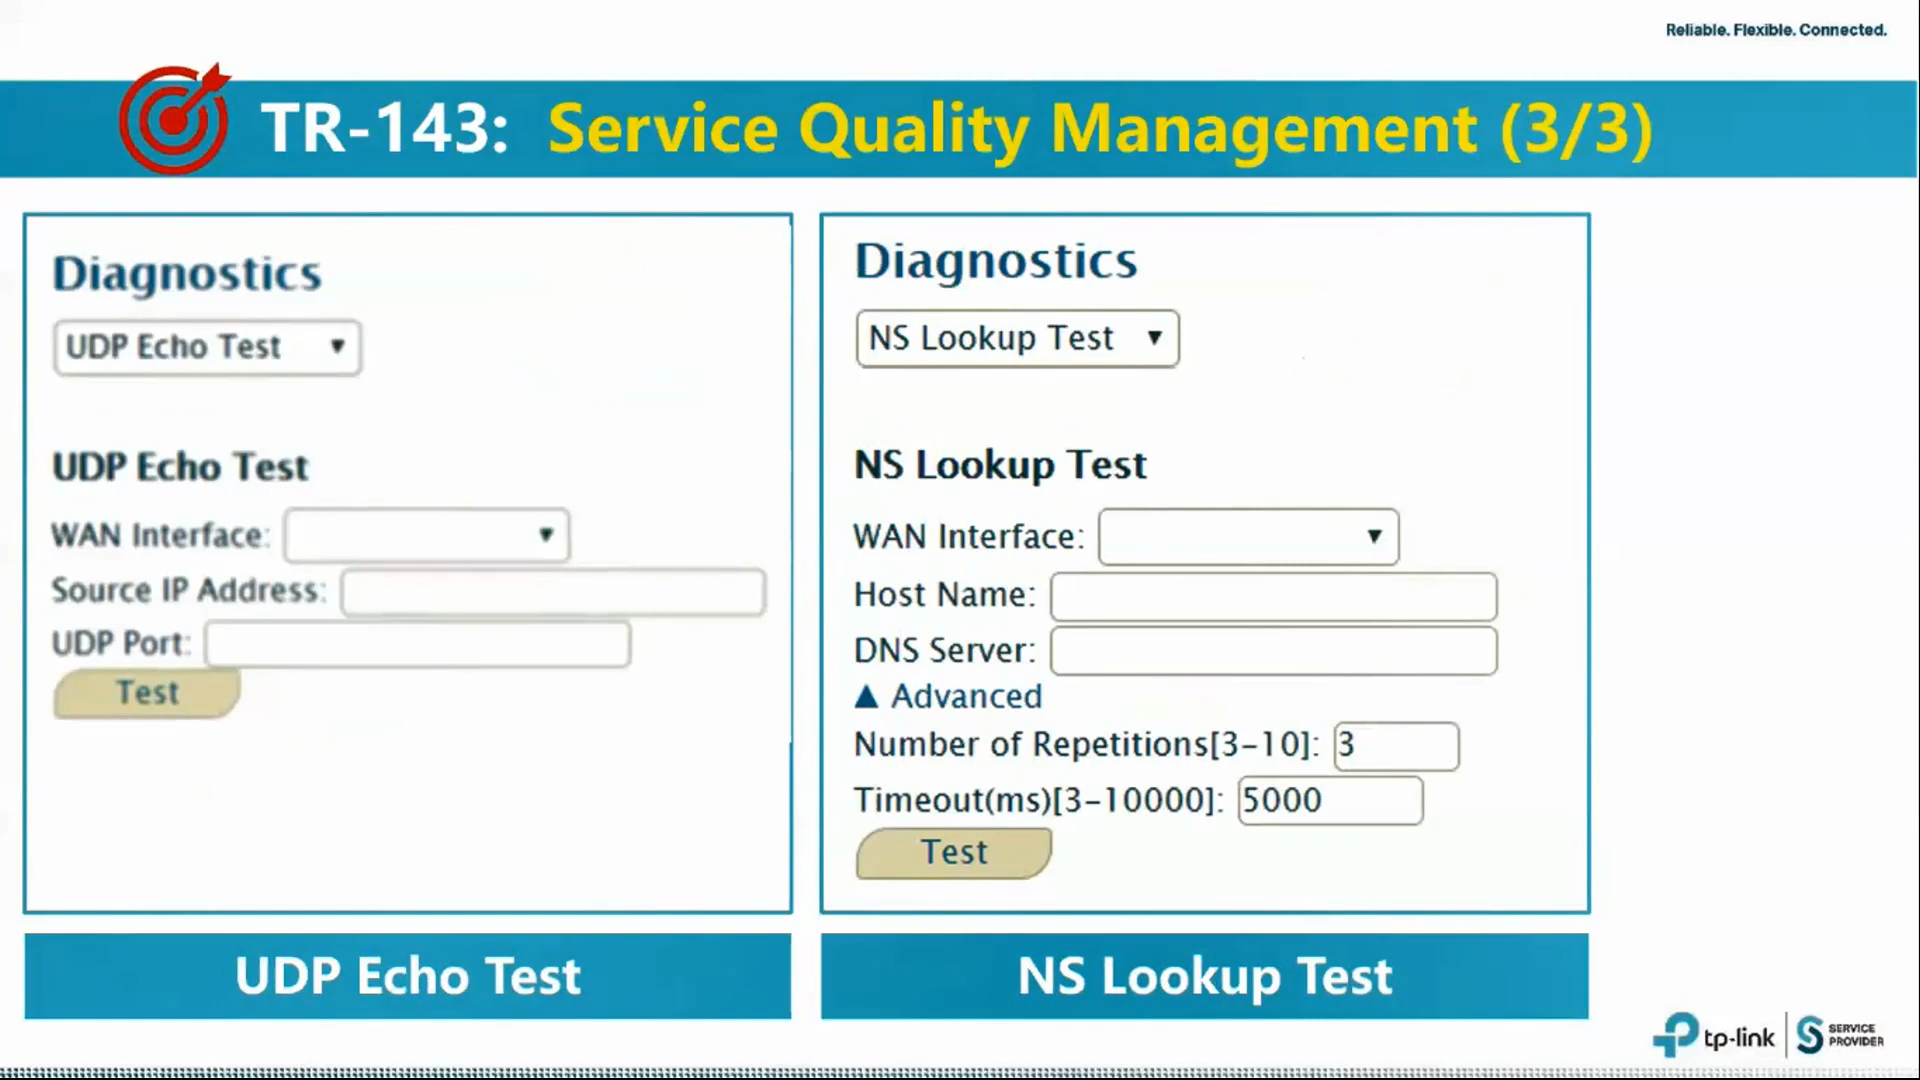 Reliable. Flexible. Connected.
TR-143: Service Quality Management (3/3)
Diagnostics
UDP Echo Test ▼
UDP Echo Test
WAN Interface: ▼
Source IP Address:
UDP Port:
Test
UDP Echo Test
Diagnostics
NS Lookup Test ▼
NS Lookup Test
WAN Interface: ▼
Host Name:
DNS Server:
▲ Advanced
Number of Repetitions[3-10]: 3
Timeout(ms)[3-10000]: 5000
Test
NS Lookup Test
tp-link
SERVICE
PROVIDER